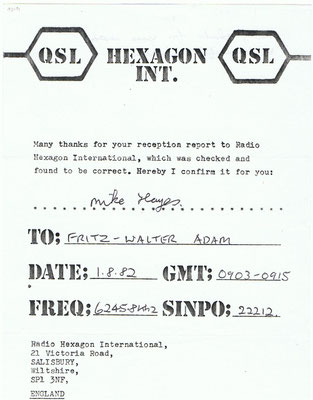 QSL HEXAGON QSL
INT.
Many thanks for your reception report to Radio
Hexagon International, which was checked and
found to be correct. Hereby I confirm it for you:
Mike Hayes
TO; FRITZ-WALTER ADAM
DATE; 1.8.82 GMT; 0903-0915
FREQ; 6245.8kHz SINPO; 22212
Radio Hexagon International,
21 Victoria Road,
SALISBURY,
Wiltshire,
SP1 3NF,
ENGLAND